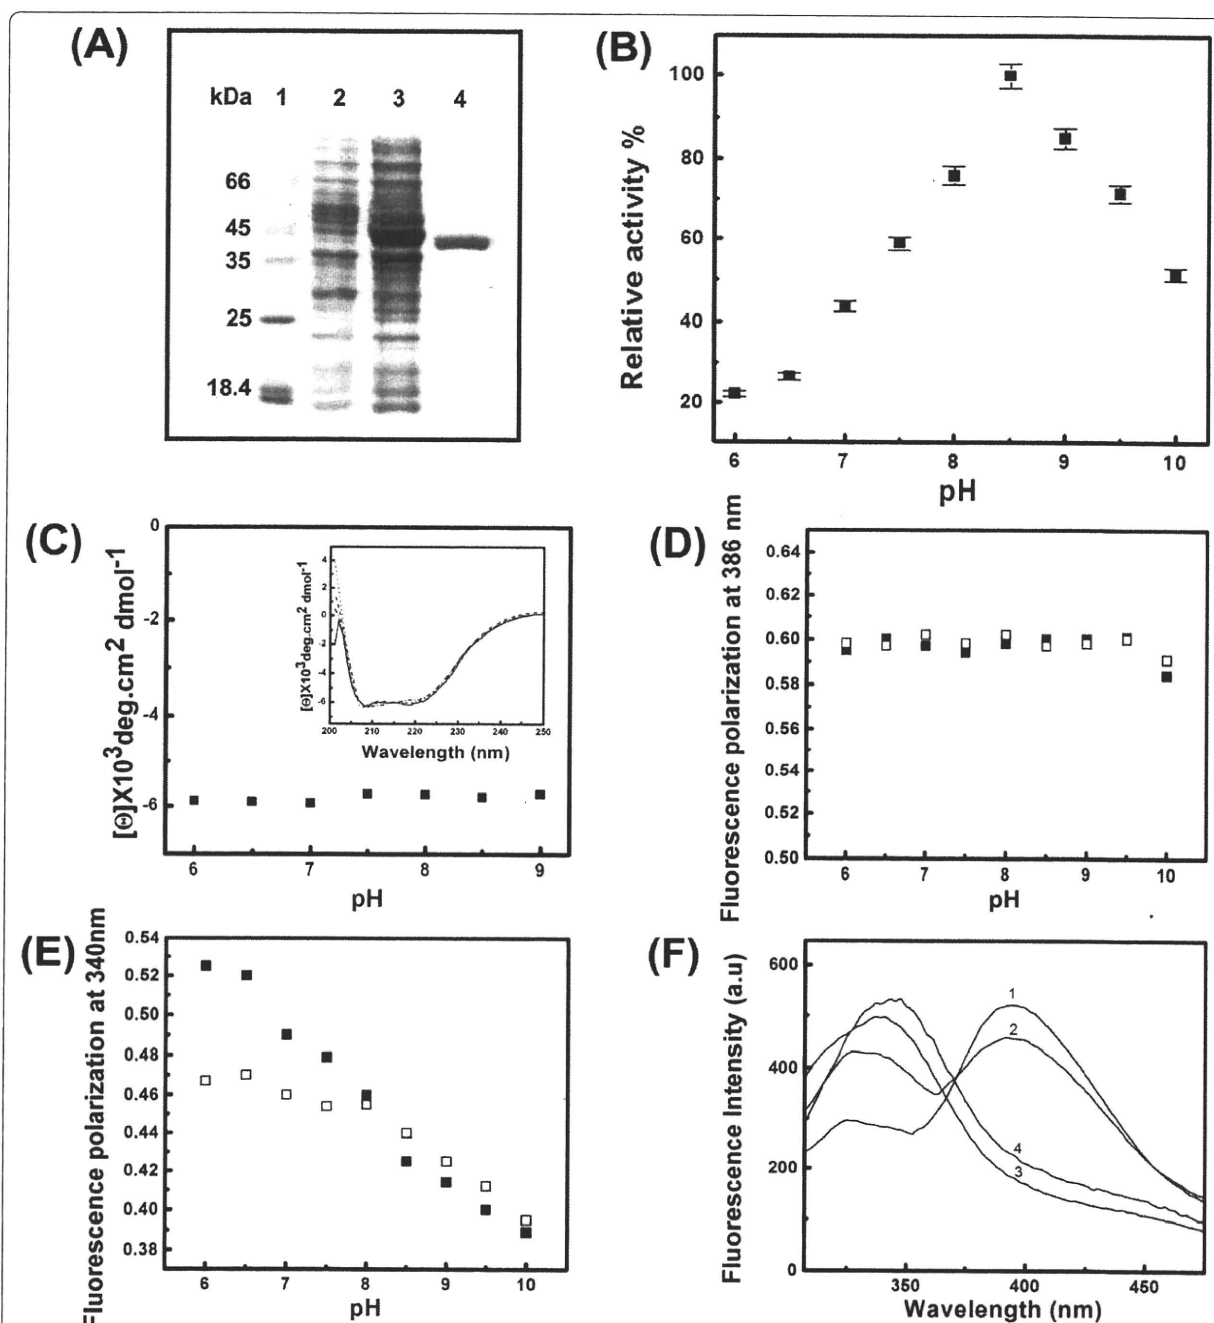 (A)
kDa 1 2 3 4
66
45
35
25
18.4
(B)
Relative activity %
100
80
60
40
20
6 7 8 9 10
pH
(C)
[Θ]X10³deg.cm² dmol⁻¹
0
-2
-4
-6
6 7 8 9
pH
[Θ]X10³deg.cm² dmol⁻¹
4
2
0
-2
-4
-6
200 210 220 230 240 250
Wavelength (nm)
(D)
Fluorescence polarization at 386 nm
0.64
0.62
0.60
0.58
0.56
0.54
0.52
0.50
6 7 8 9 10
pH
(E)
Fluorescence polarization at 340nm
0.54
0.52
0.50
0.48
0.46
0.44
0.42
0.40
0.38
6 7 8 9 10
pH
(F)
Fluorescence Intensity (a.u)
600
400
200
0
1
2
4
3
350 400 450
Wavelength (nm)